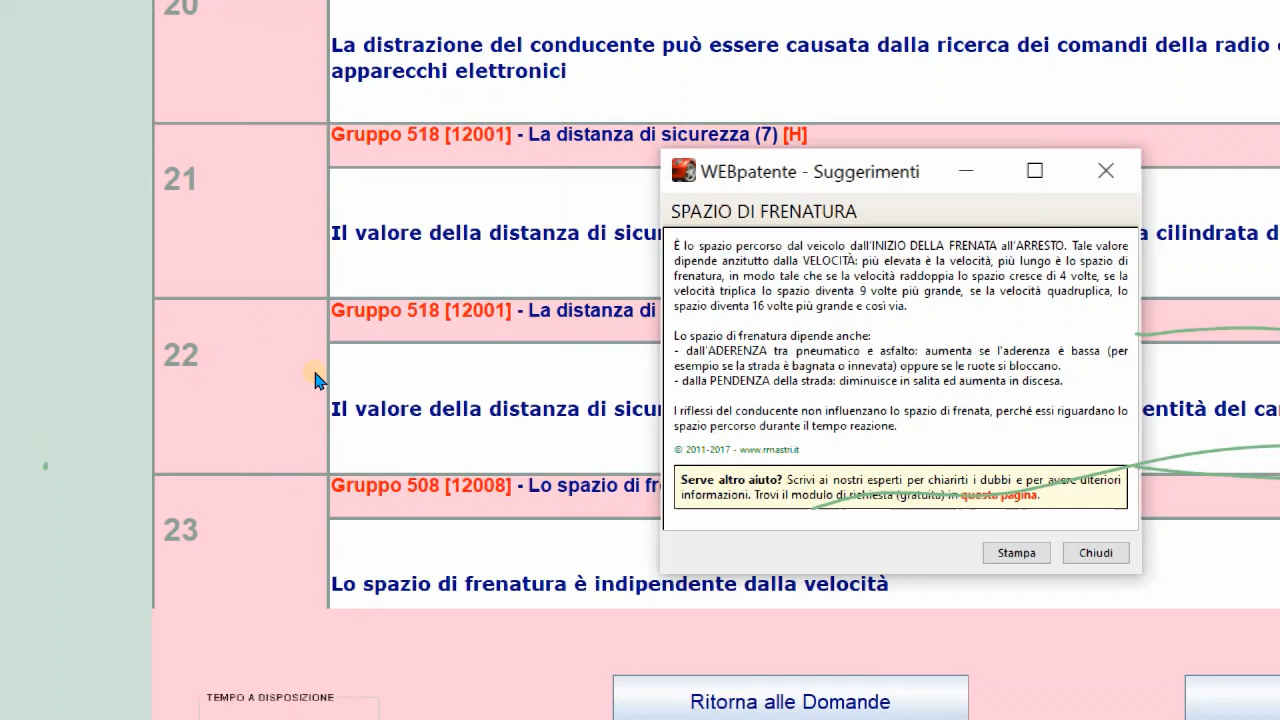 20
La distrazione del conducente può essere causata dalla ricerca dei comandi della radio
apparecchi elettronici
Gruppo 518 [12001] - La distanza di sicurezza (7) [H]
21
Il valore della distanza di
a cilindrata
Gruppo 518 [12001] - La distanza di
22
Il valore della distanza di
entità del
Gruppo 508 [12008] - Lo spazio di
23
Lo spazio di frenatura è indipendente dalla velocità
WEBpatente - Suggerimenti
SPAZIO DI FRENATURA
È lo spazio percorso dal veicolo dall'INIZIO DELLA FRENATA all'ARRESTO. Tale valore
dipende anzitutto dalla VELOCITÀ: più elevata è la velocità, più lungo è lo spazio di
frenatura, in modo tale che se la velocità raddoppia lo spazio cresce di 4 volte, se la
velocità triplica lo spazio diventa 9 volte più grande, se la velocità quadruplica, lo
spazio diventa 16 volte più grande e così via.
Lo spazio di frenatura dipende anche:
- dall'ADERENZA tra pneumatico e asfalto: aumenta se l'aderenza è bassa (per
esempio se la strada è bagnata o innevata) oppure se le ruote si bloccano.
- dalla PENDENZA della strada: diminuisce in salita ed aumenta in discesa.
I riflessi del conducente non influenzano lo spazio di frenata, perché essi riguardano lo
spazio percorso durante il tempo reazione.
© 2011-2017 - www.rmastri.it
Serve altro aiuto? Scrivi ai nostri esperti per chiarirti i dubbi e per avere ulteriori
informazioni. Trovi il modulo di richiesta (gratuita) in questa pagina.
Stampa
Chiudi
TEMPO A DISPOSIZIONE
Ritorna alle Domande